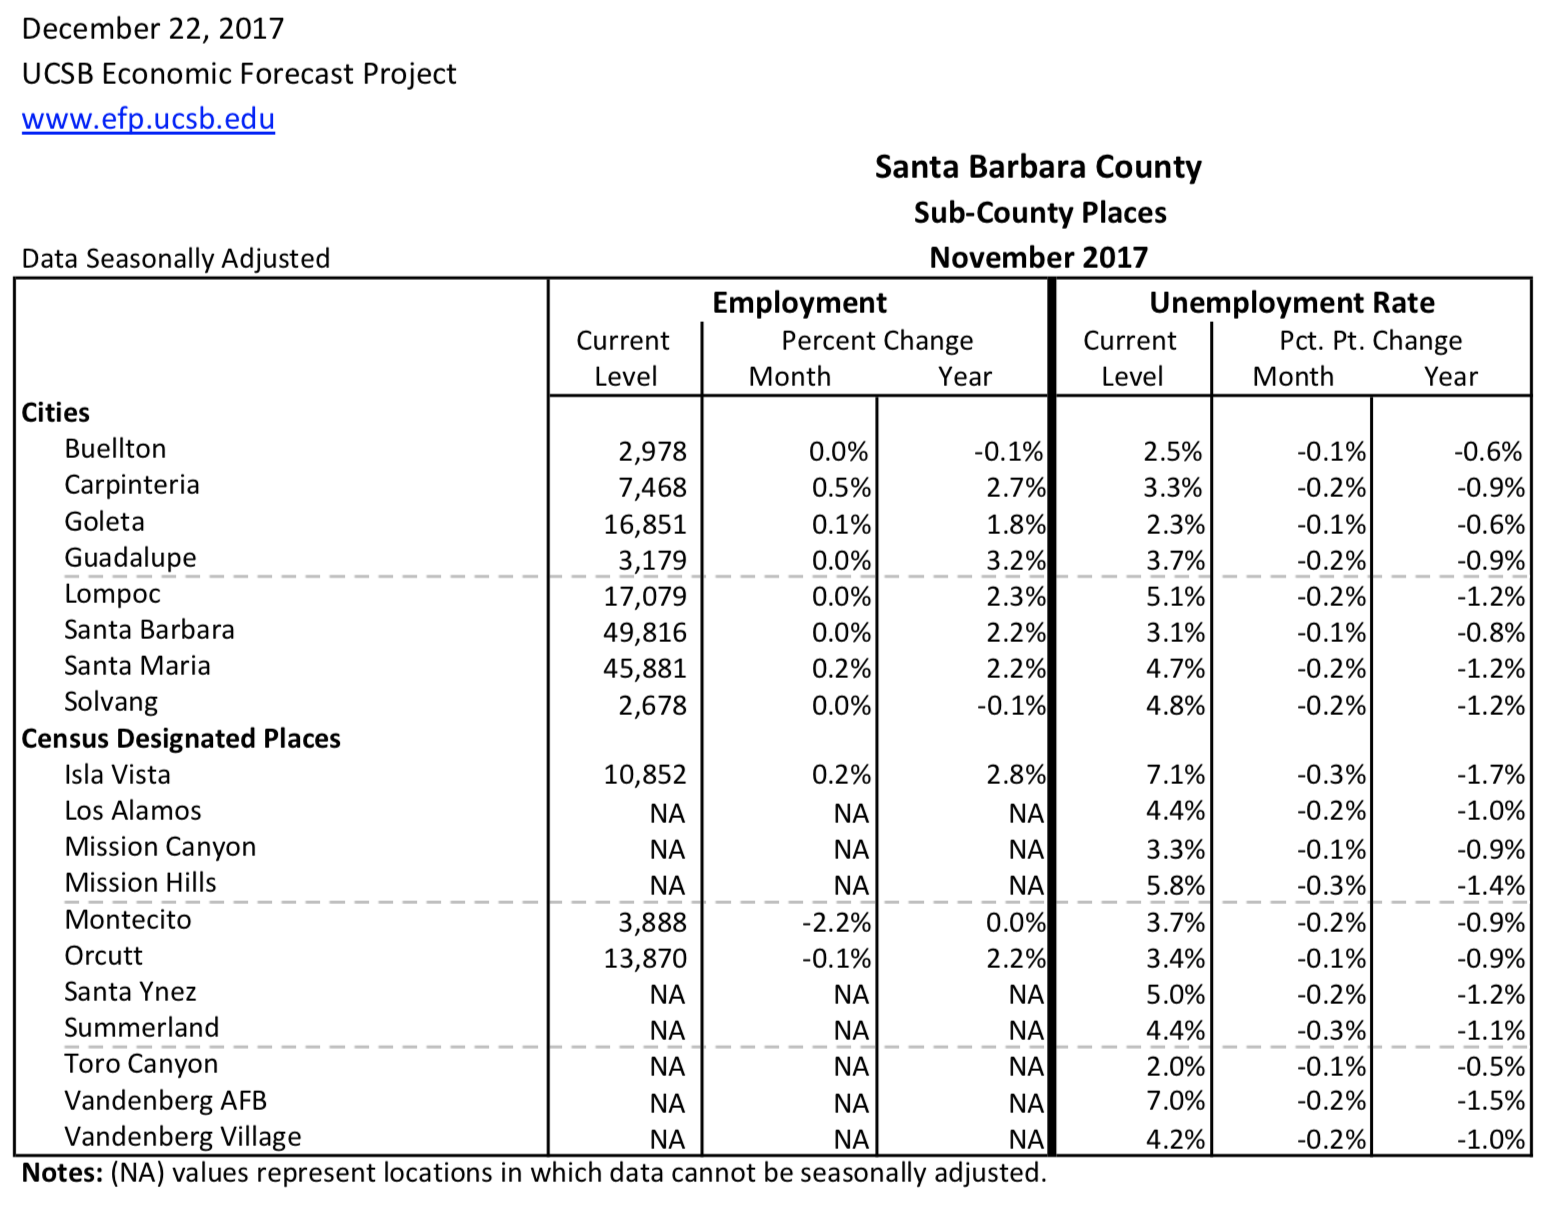 December 22, 2017
UCSB Economic Forecast Project
www.efp.ucsb.edu
Santa Barbara County
Sub-County Places
Data Seasonally Adjusted November 2017
Employment Unemployment Rate
Current Percent Change Current Pct. Pt. Change
Level Month Year Level Month Year
Cities
Buellton 2,978 0.0% -0.1% 2.5% -0.1% -0.6%
Carpinteria 7,468 0.5% 2.7% 3.3% -0.2% -0.9%
Goleta 16,851 0.1% 1.8% 2.3% -0.1% -0.6%
Guadalupe 3,179 0.0% 3.2% 3.7% -0.2% -0.9%
Lompoc 17,079 0.0% 2.3% 5.1% -0.2% -1.2%
Santa Barbara 49,816 0.0% 2.2% 3.1% -0.1% -0.8%
Santa Maria 45,881 0.2% 2.2% 4.7% -0.2% -1.2%
Solvang 2,678 0.0% -0.1% 4.8% -0.2% -1.2%
Census Designated Places
Isla Vista 10,852 0.2% 2.8% 7.1% -0.3% -1.7%
Los Alamos NA NA NA 4.4% -0.2% -1.0%
Mission Canyon NA NA NA 3.3% -0.1% -0.9%
Mission Hills NA NA NA 5.8% -0.3% -1.4%
Montecito 3,888 -2.2% 0.0% 3.7% -0.2% -0.9%
Orcutt 13,870 -0.1% 2.2% 3.4% -0.1% -0.9%
Santa Ynez NA NA NA 5.0% -0.2% -1.2%
Summerland NA NA NA 4.4% -0.3% -1.1%
Toro Canyon NA NA NA 2.0% -0.1% -0.5%
Vandenberg AFB NA NA NA 7.0% -0.2% -1.5%
Vandenberg Village NA NA NA 4.2% -0.2% -1.0%
Notes: (NA) values represent locations in which data cannot be seasonally adjusted.